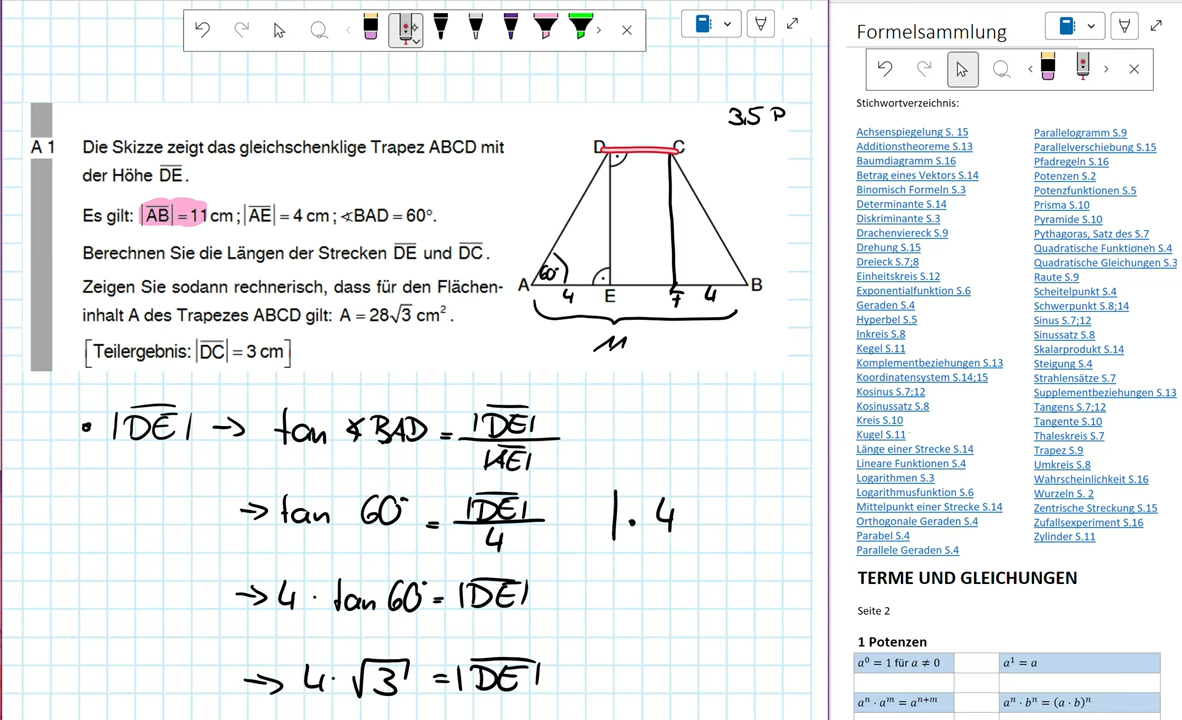 Formelsammlung
Stichwortverzeichnis:
3,5 P
A 1
Die Skizze zeigt das gleichschenklige Trapez ABCD mit
der Höhe DE.
Es gilt: |AB| = 11 cm ; |AE| = 4 cm ; ∢BAD = 60°.
Berechnen Sie die Längen der Strecken DE und DC.
Zeigen Sie sodann rechnerisch, dass für den Flächen-
inhalt A des Trapezes ABCD gilt: A = 28√3 cm².
[Teilergebnis: |DC| = 3 cm]
D C
60°
A 4 E F 4 B
11
• |DE| → tan ∢BAD = |DE| / |AE|
→ tan 60° = |DE| / 4 | · 4
→ 4 · tan 60° = |DE|
→ 4 · √3 = |DE|
Achsenspiegelung S. 15
Additionstheoreme S.13
Baumdiagramm S.16
Betrag eines Vektors S.14
Binomisch Formeln S.3
Determinante S.14
Diskriminante S.3
Drachenviereck S.9
Drehung S.15
Dreieck S.7;8
Einheitskreis S.12
Exponentialfunktion S.6
Geraden S.4
Hyperbel S.5
Inkreis S.8
Kegel S.11
Komplementbeziehungen S.13
Koordinatensystem S.14;15
Kosinus S.7;12
Kosinussatz S.8
Kreis S.10
Kugel S.11
Länge einer Strecke S.14
Lineare Funktionen S.4
Logarithmen S.3
Logarithmusfunktion S.6
Mittelpunkt einer Strecke S.14
Orthogonale Geraden S.4
Parabel S.4
Parallele Geraden S.4
Parallelogramm S.9
Parallelverschiebung S.15
Pfadregeln S.16
Potenzen S.2
Potenzfunktionen S.5
Prisma S.10
Pyramide S.10
Pythagoras, Satz des S.7
Quadratische Funktionen S.4
Quadratische Gleichungen S.3
Raute S.9
Scheitelpunkt S.4
Schwerpunkt S.8;14
Sinus S.7;12
Sinussatz S.8
Skalarprodukt S.14
Steigung S.4
Strahlensätze S.7
Supplementbeziehungen S.13
Tangens S.7;12
Tangente S.10
Thaleskreis S.7
Trapez S.9
Umkreis S.8
Wahrscheinlichkeit S.16
Wurzeln S. 2
Zentrische Streckung S.15
Zufallsexperiment S.16
Zylinder S.11
TERME UND GLEICHUNGEN
Seite 2
1 Potenzen
a⁰ = 1 für a ≠ 0 a¹ = a
aⁿ · aᵐ = aⁿ⁺ᵐ aⁿ · bⁿ = (a · b)ⁿ